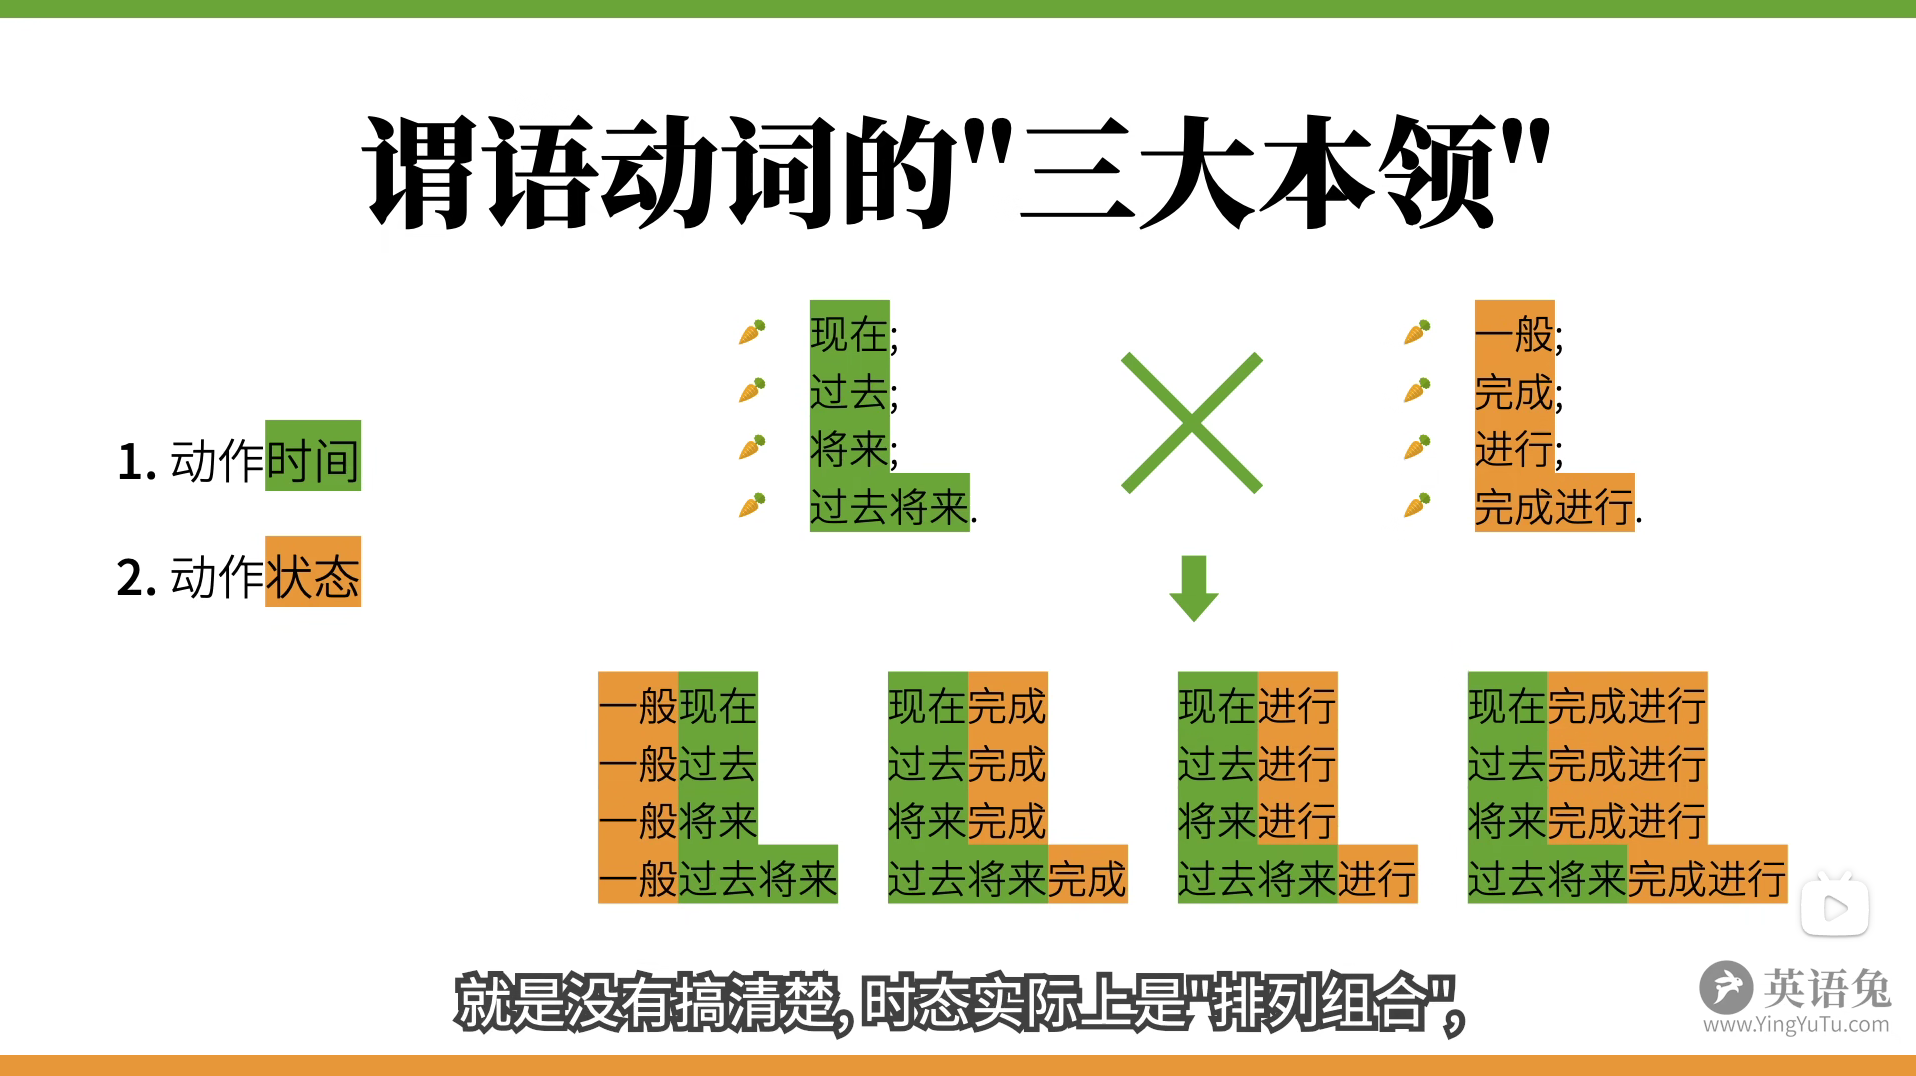 谓语动词的"三大本领"
1. 动作时间
2. 动作状态
现在;
过去;
将来;
过去将来.
一般;
完成;
进行;
完成进行.
一般现在
一般过去
一般将来
一般过去将来
现在完成
过去完成
将来完成
过去将来完成
现在进行
过去进行
将来进行
过去将来进行
现在完成进行
过去完成进行
将来完成进行
过去将来完成进行
就是没有搞清楚,时态实际上是"排列组合",
英语兔
www.YingYuTu.com